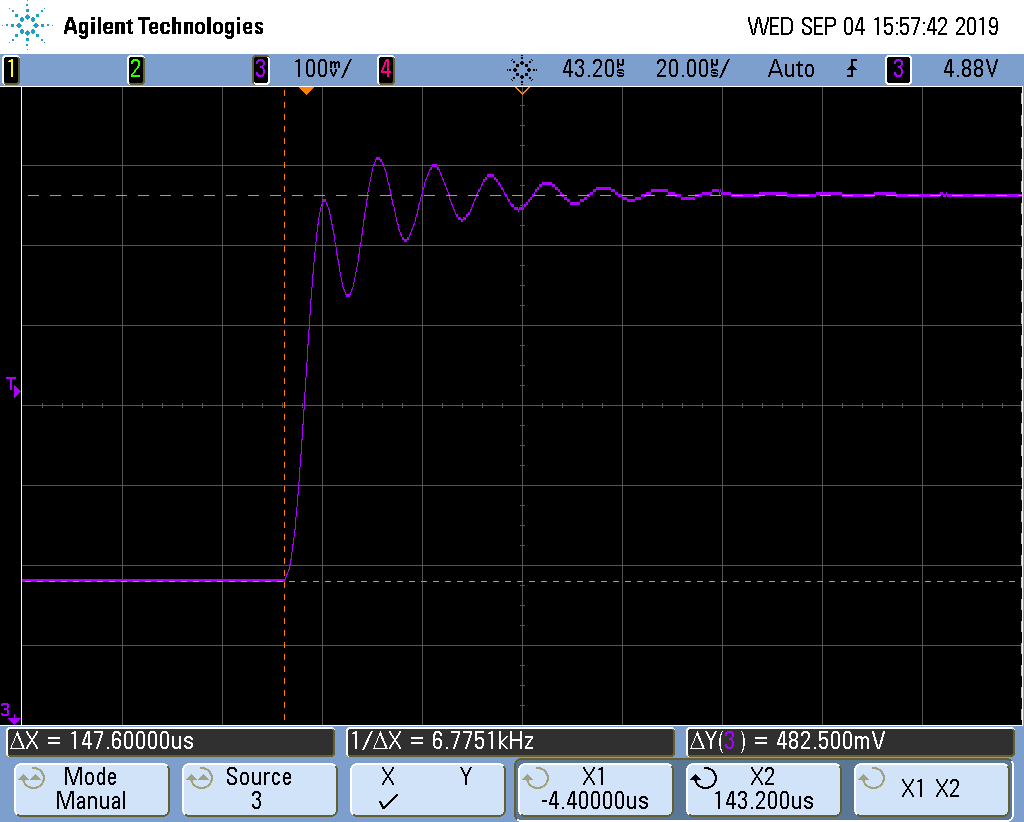 Agilent Technologies WED SEP 04 15:57:42 2019
1 2 3 100mV/ 4 43.20µs 20.00µs/ Auto 3 4.88V
T
3
ΔX = 147.60000us 1/ΔX = 6.7751kHz ΔY(3) = 482.500mV
Mode Source X Y X1 X2 X1 X2
Manual 3 -4.40000us 143.200us